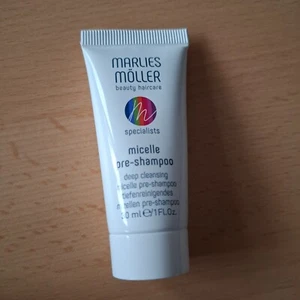 MARLIES
MÖLLER
beauty haircare
m
specialists
micelle
pre-shampoo
deep cleansing
micelle pre-shampoo
tiefenreinigendes
mizellen pre-shampoo
30 ml ℮/1FL.oz.